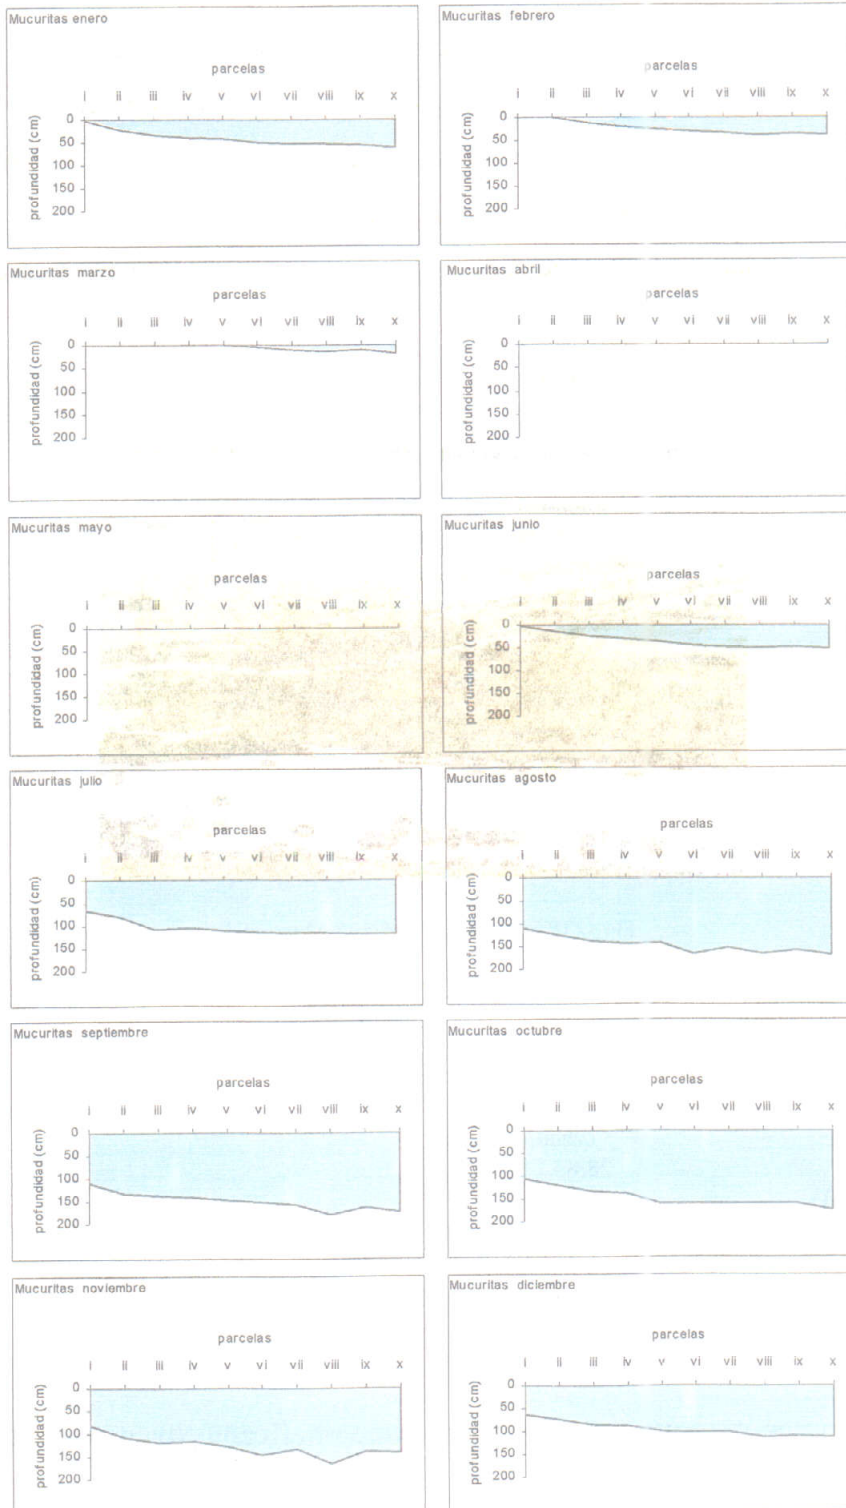 Mucuritas enero
parcelas
i ii iii iv v vi vii viii ix x
profundidad (cm)
0
50
100
150
200
Mucuritas febrero
parcelas
i ii iii iv v vi vii viii ix x
profundidad (cm)
0
50
100
150
200
Mucuritas marzo
parcelas
i ii iii iv v vi vii viii ix x
profundidad (cm)
0
50
100
150
200
Mucuritas abril
parcelas
i ii iii iv v vi vii viii ix x
profundidad (cm)
0
50
100
150
200
Mucuritas mayo
parcelas
i ii iii iv v vi vii viii ix x
profundidad (cm)
0
50
100
150
200
Mucuritas junio
parcelas
i ii iii iv v vi vii viii ix x
profundidad (cm)
0
50
100
150
200
Mucuritas julio
parcelas
i ii iii iv v vi vii viii ix x
profundidad (cm)
0
50
100
150
200
Mucuritas agosto
parcelas
i ii iii iv v vi vii viii ix x
profundidad (cm)
0
50
100
150
200
Mucuritas septiembre
parcelas
i ii iii iv v vi vii viii ix x
profundidad (cm)
0
50
100
150
200
Mucuritas octubre
parcelas
i ii iii iv v vi vii viii ix x
profundidad (cm)
0
50
100
150
200
Mucuritas noviembre
parcelas
i ii iii iv v vi vii viii ix x
profundidad (cm)
0
50
100
150
200
Mucuritas diciembre
parcelas
i ii iii iv v vi vii viii ix x
profundidad (cm)
0
50
100
150
200